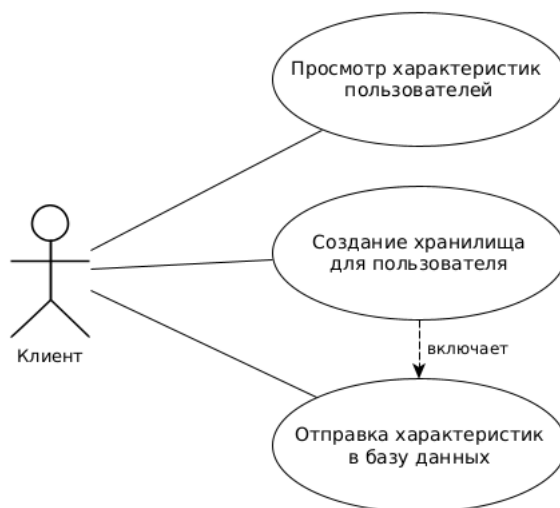 Просмотр характеристик
пользователей
Создание хранилища
для пользователя
Клиент
включает
Отправка характеристик
в базу данных